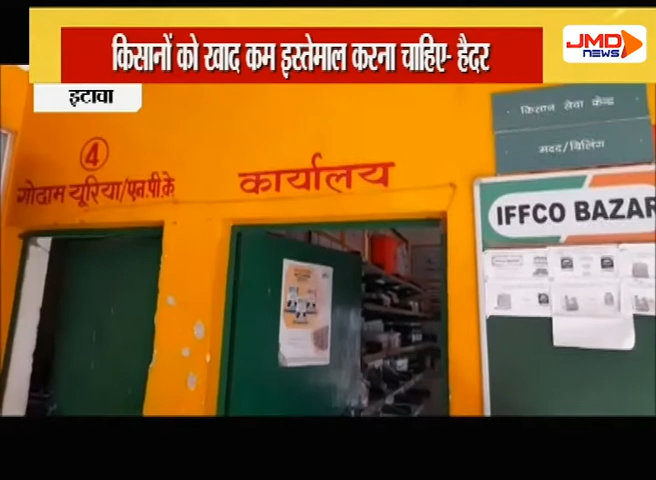 किसानों को खाद कम इस्तेमाल करना चाहिए- हैदर
JMD
NEWS
इटावा
4
गोदाम यूरिया/एन.पी.के
कार्यालय
किसान सेवा केन्द्र
मदद/बिलिंग
IFFCO BAZAR